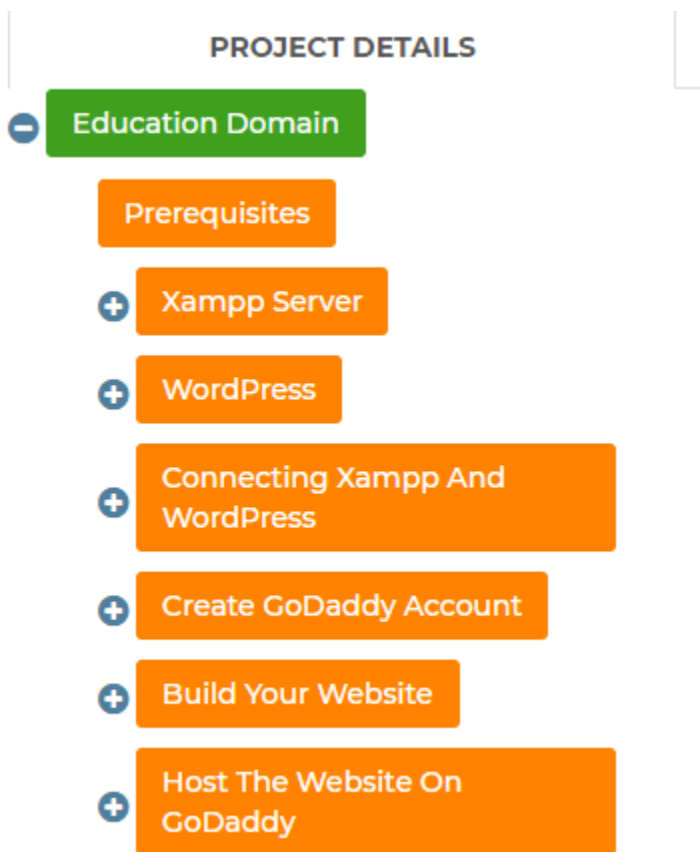 PROJECT DETAILS
Education Domain
Prerequisites
Xampp Server
WordPress
Connecting Xampp And
WordPress
Create GoDaddy Account
Build Your Website
Host The Website On
GoDaddy